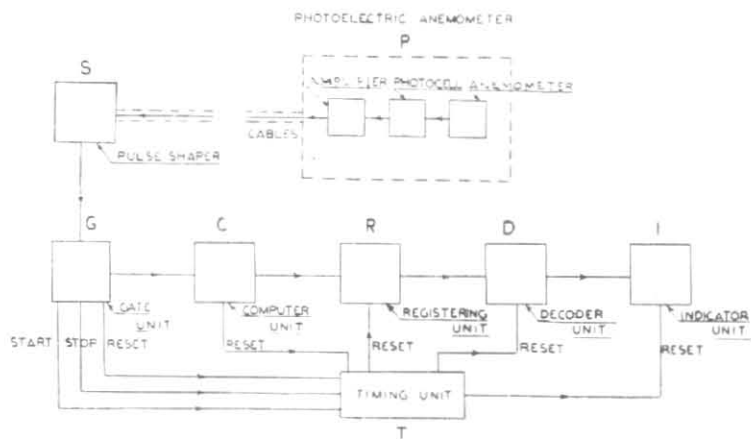 PHOTOELECTRIC ANEMOMETER
P
S
AMPLIFIER PHOTOCELL ANEMOMETER
CABLES
PULSE SHAPER
G
C
R
D
I
GATE UNIT
COMPUTER UNIT
REGISTERING UNIT
DECODER UNIT
INDICATOR UNIT
START STOP RESET
RESET
RESET
RESET
RESET
TIMING UNIT
T